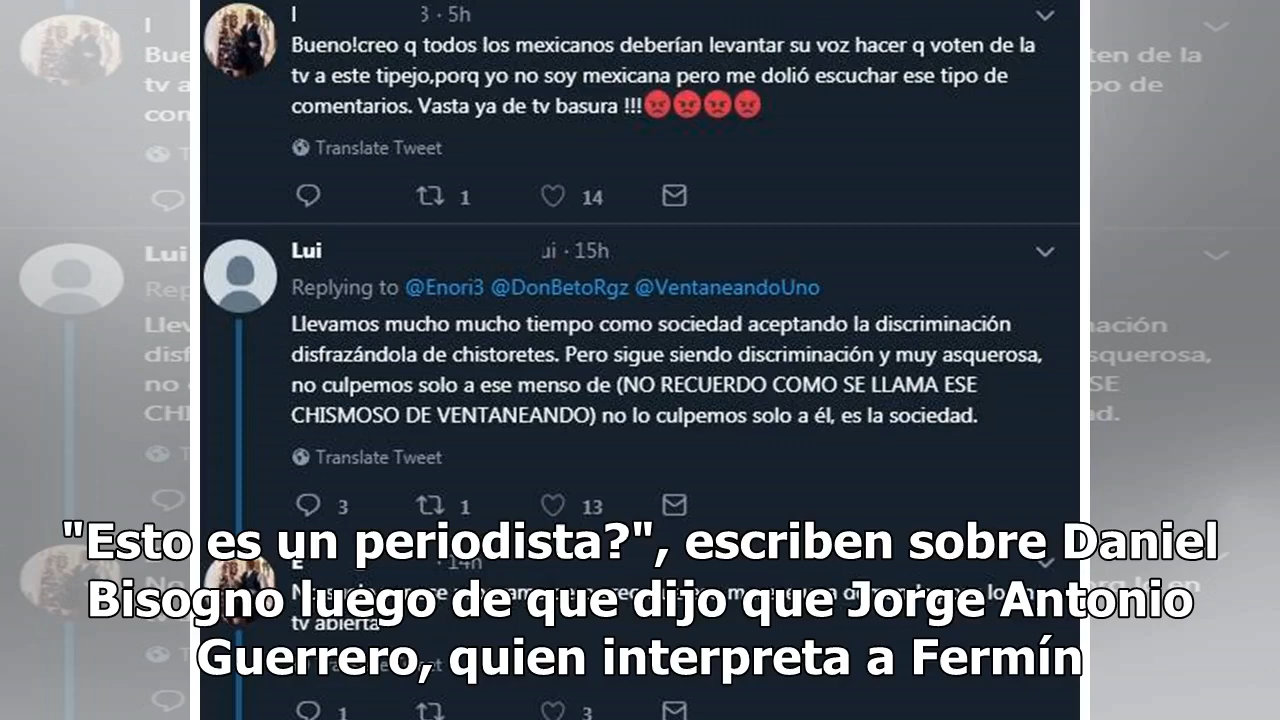 3 · 5h
Bueno!creo q todos los mexicanos deberían levantar su voz hacer q voten de la
tv a este tipejo,porq yo no soy mexicana pero me dolió escuchar ese tipo de
comentarios. Vasta ya de tv basura !!!😡😡😡😡
Translate Tweet
1 14
Lui ui · 15h
Replying to @Enori3 @DonBetoRgz @VentaneandoUno
Llevamos mucho mucho tiempo como sociedad aceptando la discriminación
disfrazándola de chistoretes. Pero sigue siendo discriminación y muy asquerosa,
no culpemos solo a ese menso de (NO RECUERDO COMO SE LLAMA ESE
CHISMOSO DE VENTANEANDO) no lo culpemos solo a él, es la sociedad.
Translate Tweet
3 1 13
"Esto es un periodista?", escriben sobre Daniel
Bisogno luego de que dijo que Jorge Antonio
Guerrero, quien interpreta a Fermín
· 14h
tv abierta
1 3